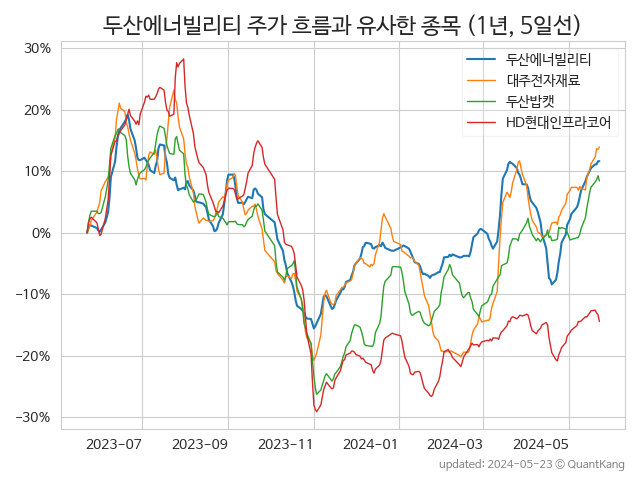 두산에너빌리티 주가 흐름과 유사한 종목 (1년, 5일선)
30%
20%
10%
0%
−10%
−20%
−30%
두산에너빌리티
대주전자재료
두산밥캣
HD현대인프라코어
2023-07
2023-09
2023-11
2024-01
2024-03
2024-05
updated: 2024-05-23 © QuantKang